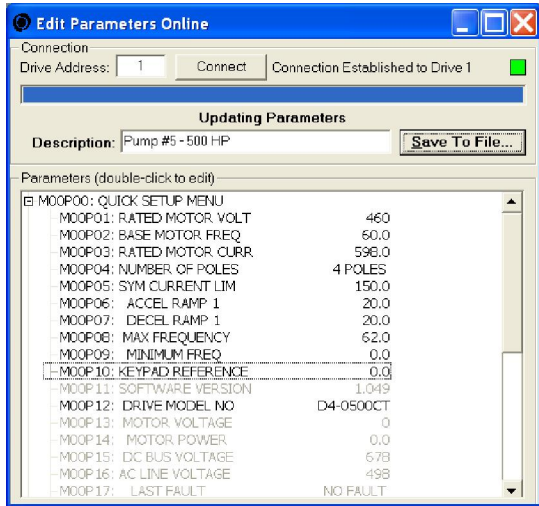 Edit Parameters Online
Connection
Drive Address: 1 Connect Connection Established to Drive 1
Updating Parameters
Description: Pump #5 - 500 HP Save To File...
Parameters (double-click to edit)
M00P00: QUICK SETUP MENU
M00P01: RATED MOTOR VOLT 460
M00P02: BASE MOTOR FREQ 60.0
M00P03: RATED MOTOR CURR 598.0
M00P04: NUMBER OF POLES 4 POLES
M00P05: SYM CURRENT LIM 150.0
M00P06: ACCEL RAMP 1 20.0
M00P07: DECEL RAMP 1 20.0
M00P08: MAX FREQUENCY 62.0
M00P09: MINIMUM FREQ 0.0
M00P10: KEYPAD REFERENCE 0.0
M00P11: SOFTWARE VERSION 1.049
M00P12: DRIVE MODEL NO D4-0500CT
M00P13: MOTOR VOLTAGE 0
M00P14: MOTOR POWER 0.0
M00P15: DC BUS VOLTAGE 678
M00P16: AC LINE VOLTAGE 498
M00P17: LAST FAULT NO FAULT